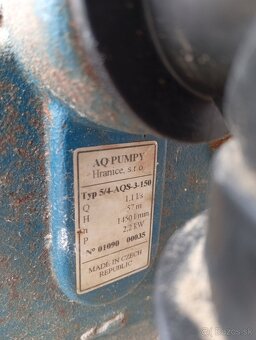 AQ PUMPY
Hranice, s.r.o.
Typ 5/4-AQS-3-150
Q 1.1 l/s
H 57 m
n 1450 l/min
P 2,2 kW
N° 01090 00035
MADE IN CZECH
REPUBLIC